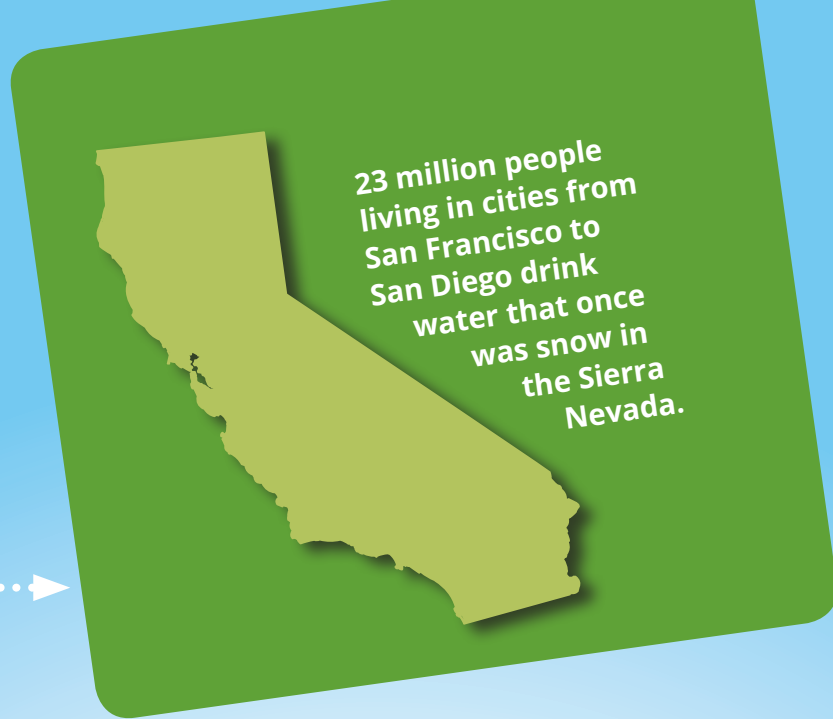 23 million people
living in cities from
San Francisco to
San Diego drink
water that once
was snow in
the Sierra
Nevada.